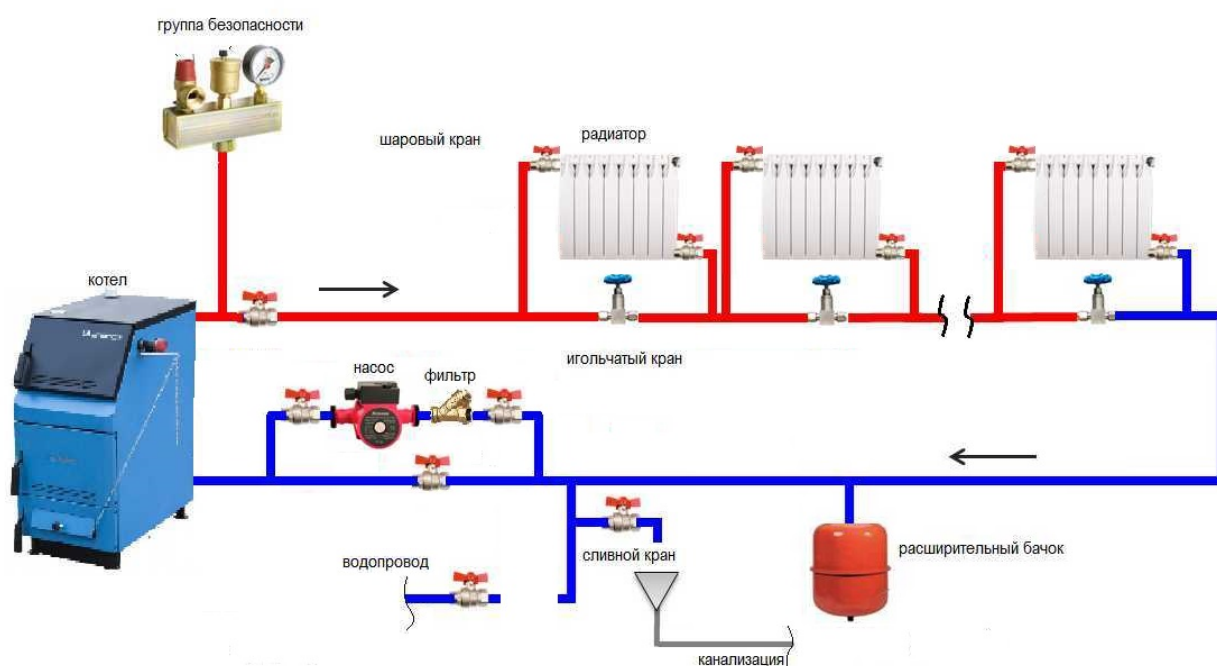 группа безопасности
шаровый кран
радиатор
котел
игольчатый кран
насос
фильтр
сливной кран
расширительный бачок
водопровод
канализация